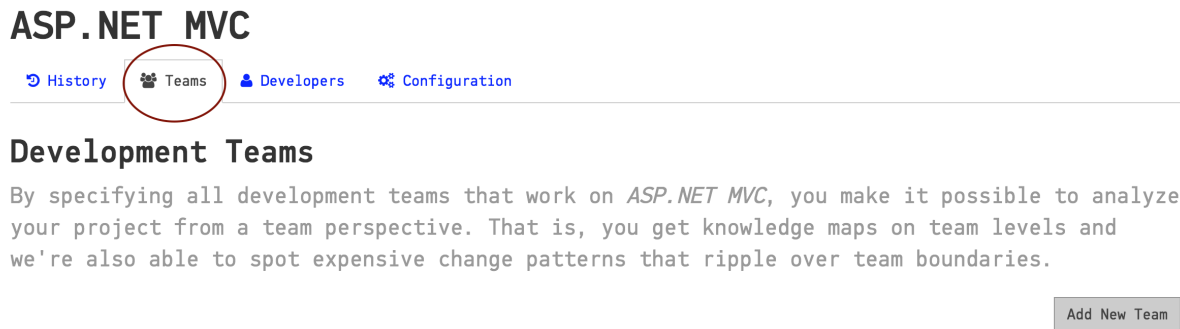 ASP.NET MVC
History Teams Developers Configuration
Development Teams
By specifying all development teams that work on ASP.NET MVC, you make it possible to analyze
your project from a team perspective. That is, you get knowledge maps on team levels and
we're also able to spot expensive change patterns that ripple over team boundaries.
Add New Team